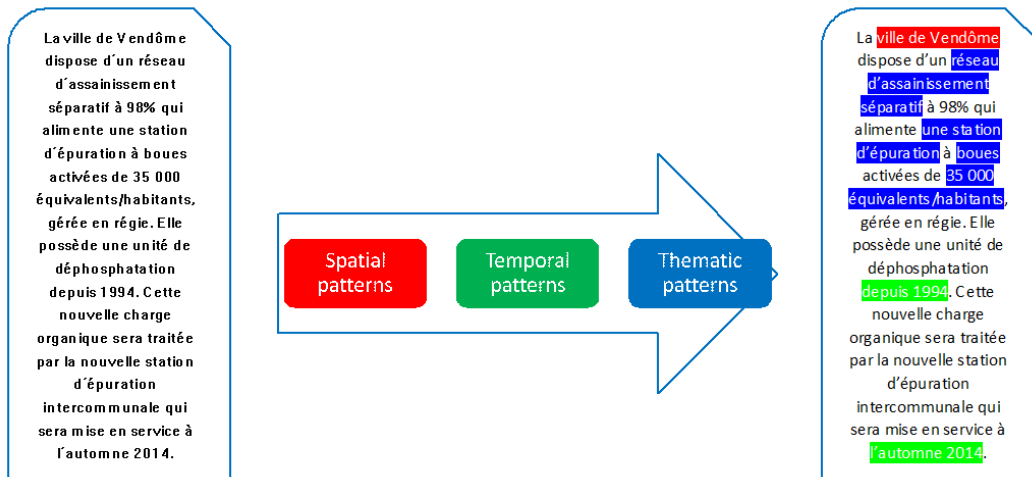 La ville de Vendôme
dispose d´un réseau
d´assainissement
séparatif à 98% qui
alimente une station
d´épuration à boues
activées de 35 000
équivalents/habitants,
gérée en régie. Elle
possède une unité de
déphosphatation
depuis 1994. Cette
nouvelle charge
organique sera traitée
par la nouvelle station
d´épuration
intercommunale qui
sera mise en service à
l´automne 2014.
Spatial
patterns
Temporal
patterns
Thematic
patterns
La ville de Vendôme
dispose d’un réseau
d’assainissement
séparatif à 98% qui
alimente une station
d’épuration à boues
activées de 35 000
équivalents/habitants,
gérée en régie. Elle
possède une unité de
déphosphatation
depuis 1994. Cette
nouvelle charge
organique sera traitée
par la nouvelle station
d’épuration
intercommunale qui
sera mise en service à
l’automne 2014.